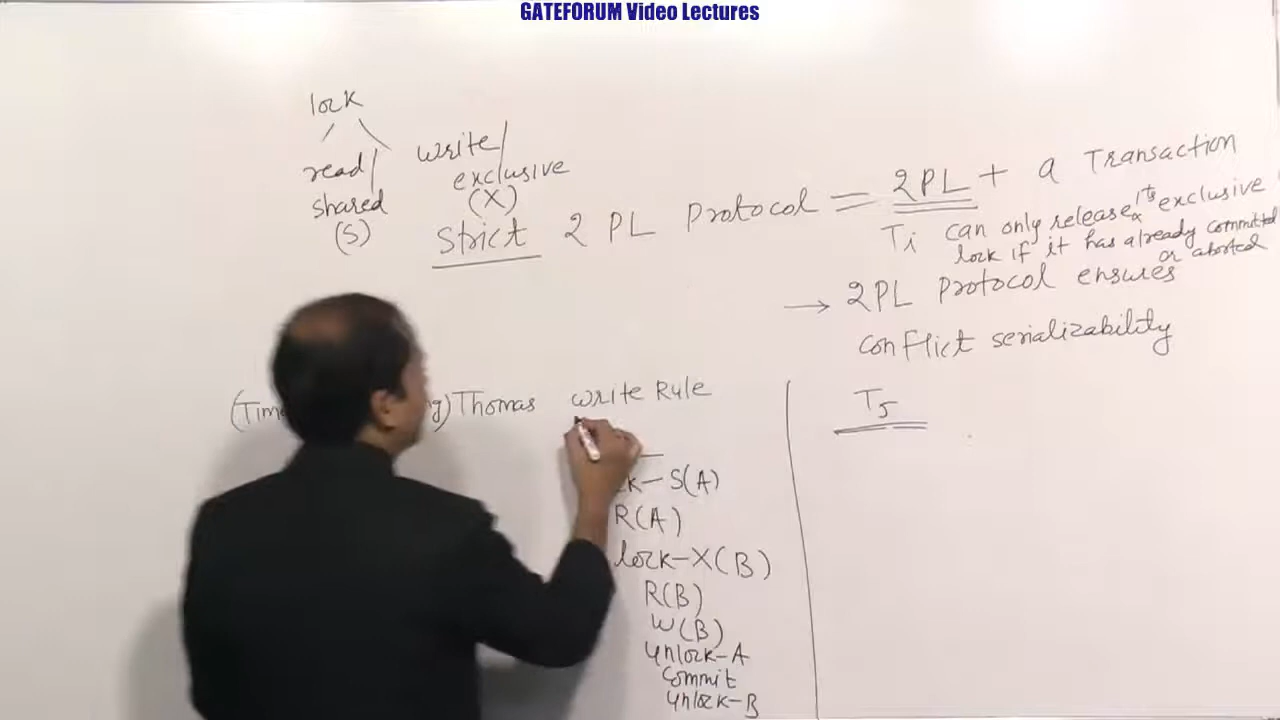 GATEFORUM Video Lectures
lock
read/
shared
(S)
write/
exclusive
(X)
Strict 2 PL Protocol = 2PL + a Transaction
Ti can only release its exclusive
lock if it has already committed
or aborted
→ 2PL Protocol ensures
conflict serializability
Thomas write Rule
T5
S(A)
R(A)
lock-X(B)
R(B)
W(B)
Unlock-A
Commit
Unlock-B